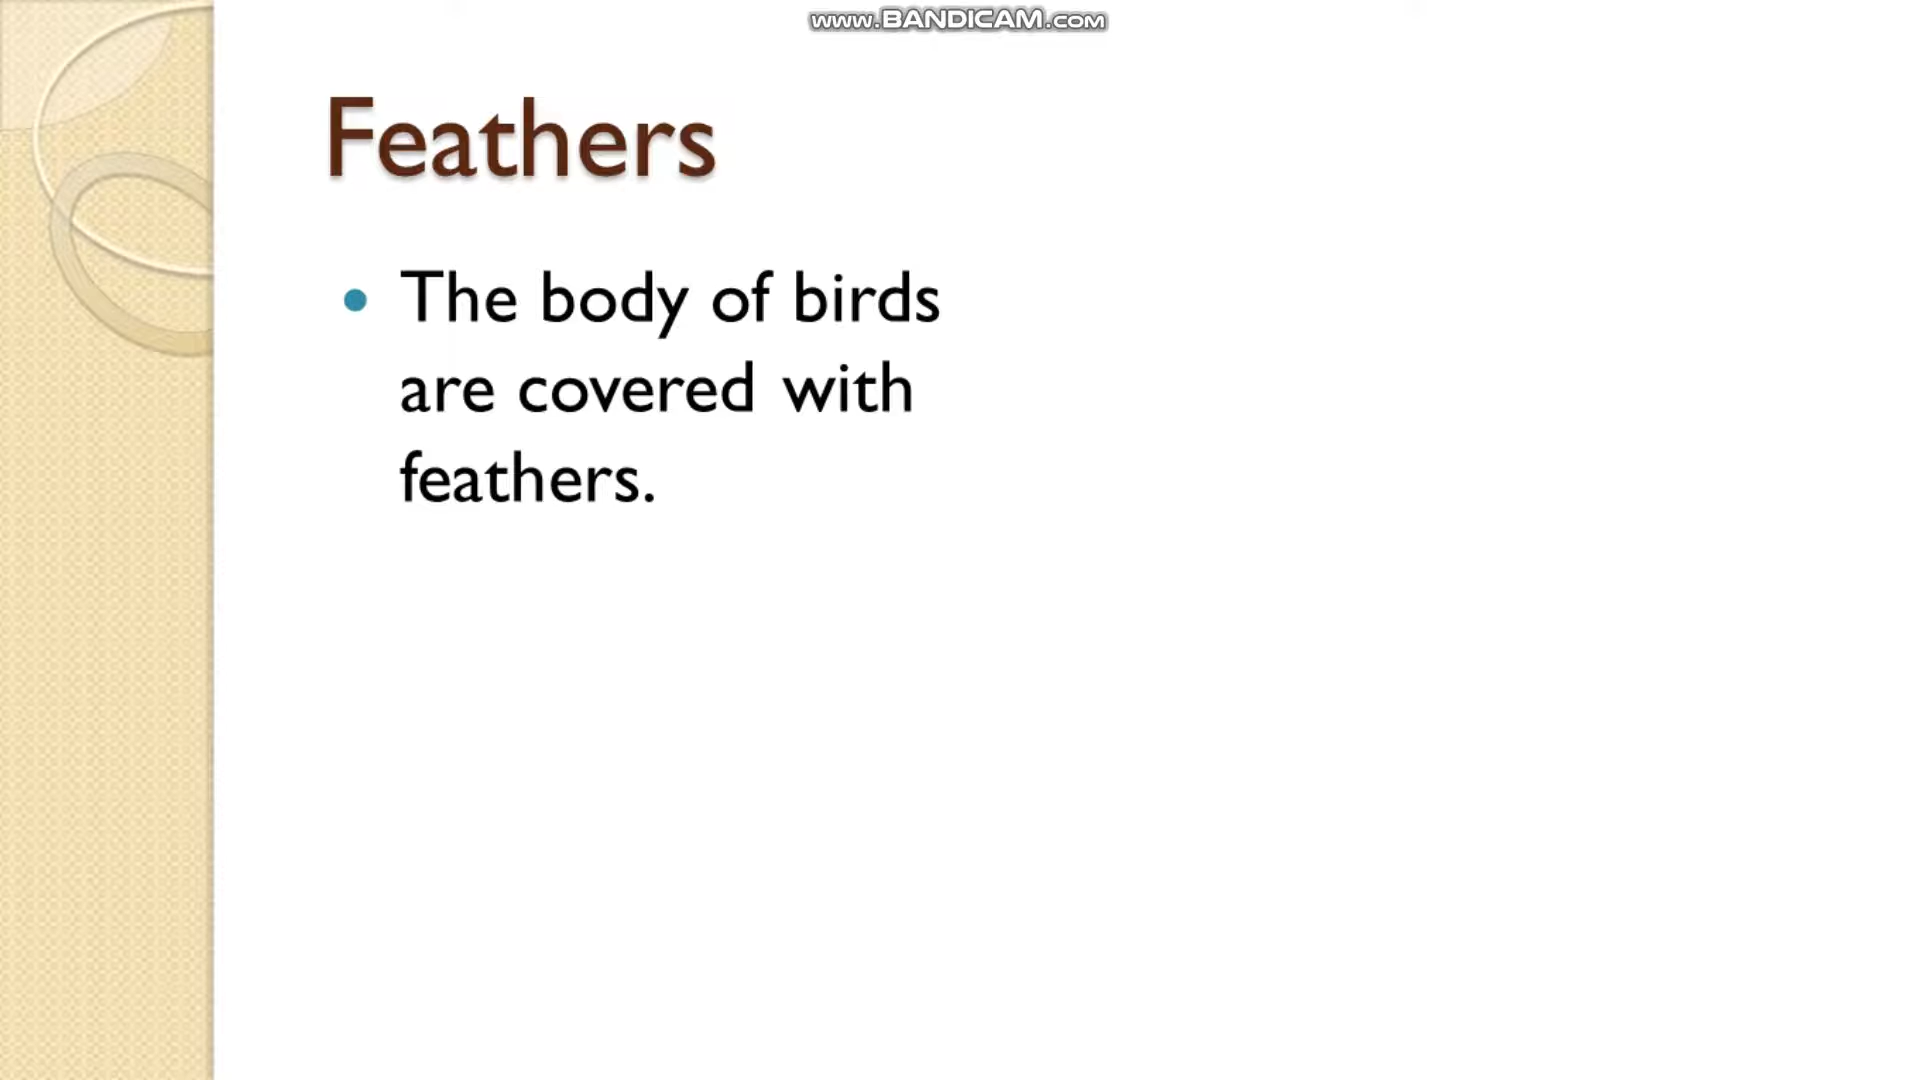 www.BANDICAM.com
Feathers
• The body of birds
are covered with
feathers.